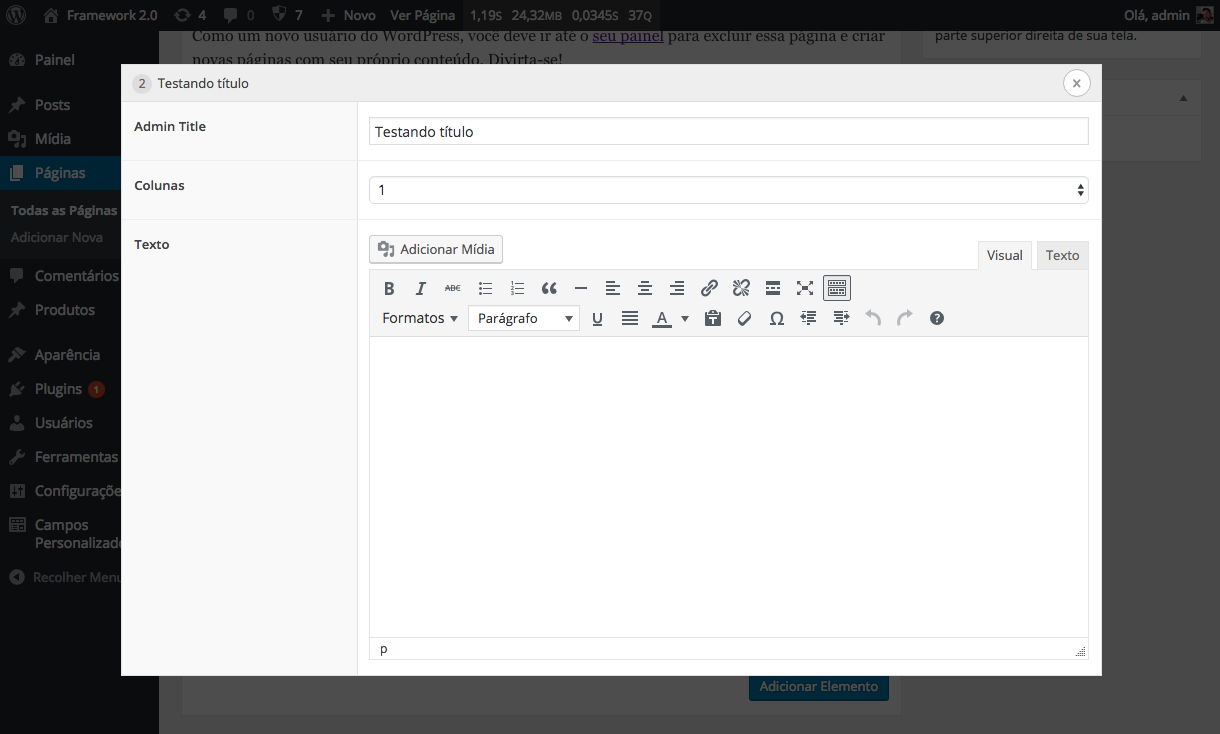 Framework 2.0 4 0 7 Novo Ver Página 1,19S 24,32MB 0,0345S 37Q Olá, admin
Como um novo usuário do WordPress, você deve ir até o seu painel para excluir essa página e criar
novas páginas com seu próprio conteúdo. Divirta-se!
parte superior direita de sua tela.
Painel
Posts
Mídia
Páginas
Todas as Páginas
Adicionar Nova
Comentários
Produtos
Aparência
Plugins 1
Usuários
Ferramentas
Configuraçõe
Campos
Personalizad
Recolher Menu
2 Testando título
Admin Title
Testando título
Colunas
1
Texto
Adicionar Mídia
Visual Texto
B I ABC
Formatos Parágrafo U A T Ω ?
p
Adicionar Elemento